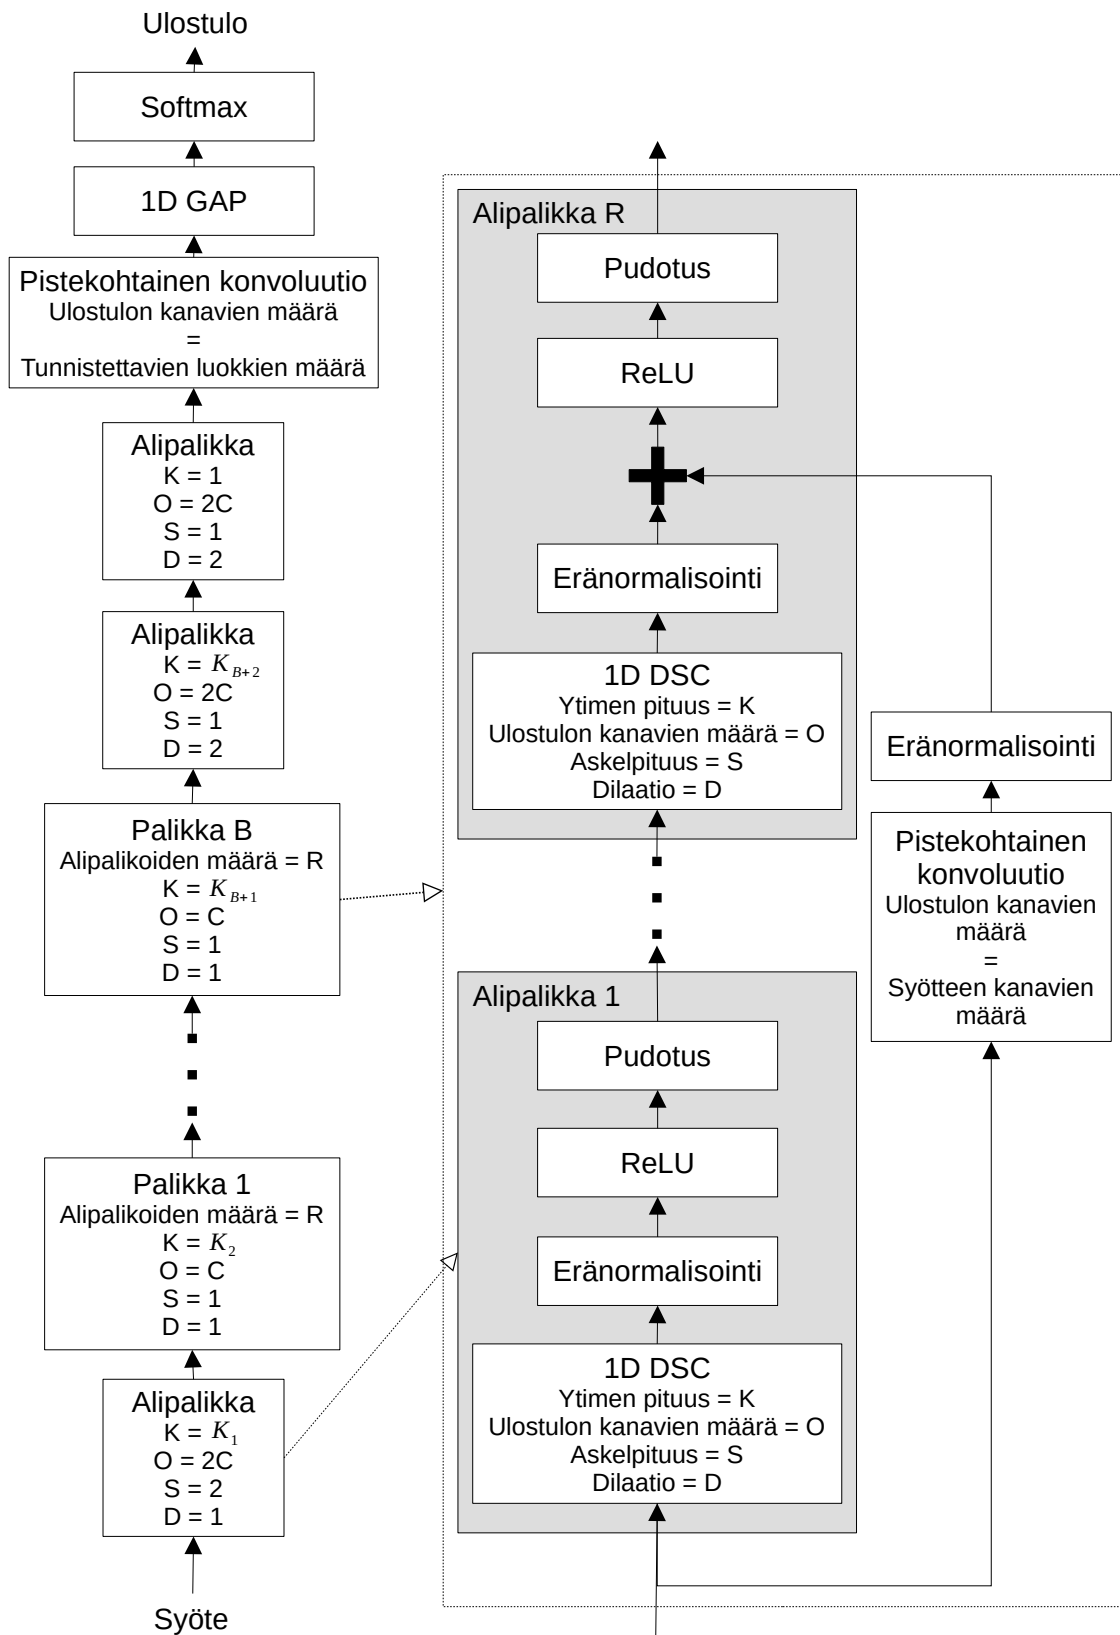 Ulostulo
Softmax
1D GAP
Pistekohtainen konvoluutio
Ulostulon kanavien määrä
=
Tunnistettavien luokkien määrä
Alipalikka
K = 1
O = 2C
S = 1
D = 2
Alipalikka
K = K_{B+2}
O = 2C
S = 1
D = 2
Palikka B
Alipalikoiden määrä = R
K = K_{B+1}
O = C
S = 1
D = 1
Palikka 1
Alipalikoiden määrä = R
K = K_2
O = C
S = 1
D = 1
Alipalikka
K = K_1
O = 2C
S = 2
D = 1
Syöte
Alipalikka R
Pudotus
ReLU
Eränormalisointi
1D DSC
Ytimen pituus = K
Ulostulon kanavien määrä = O
Askelpituus = S
Dilaatio = D
Alipalikka 1
Pudotus
ReLU
Eränormalisointi
1D DSC
Ytimen pituus = K
Ulostulon kanavien määrä = O
Askelpituus = S
Dilaatio = D
Eränormalisointi
Pistekohtainen
konvoluutio
Ulostulon kanavien
määrä
=
Syötteen kanavien
määrä